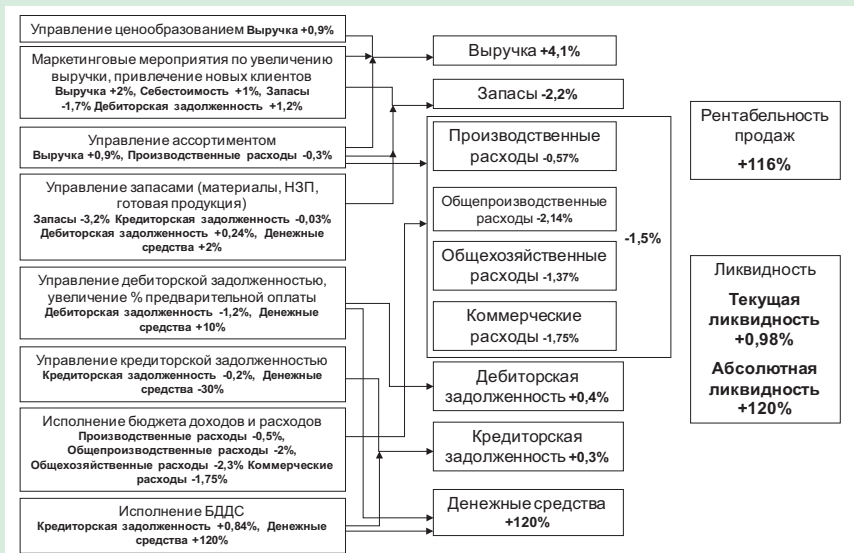 Управление ценообразованием Выручка +0,9%
Маркетинговые мероприятия по увеличению
выручки, привлечение новых клиентов
Выручка +2%, Себестоимость +1%, Запасы
-1,7% Дебиторская задолженность +1,2%
Управление ассортиментом
Выручка +0,9%, Производственные расходы -0,3%
Управление запасами (материалы, НЗП,
готовая продукция)
Запасы -3,2% Кредиторская задолженность -0,03%
Дебиторская задолженность +0,24%, Денежные
средства +2%
Управление дебиторской задолженностью,
увеличение % предварительной оплаты
Дебиторская задолженность -1,2%, Денежные
средства +10%
Управление кредиторской задолженностью
Кредиторская задолженность -0,2%, Денежные
средства -30%
Исполнение бюджета доходов и расходов
Производственные расходы -0,5%,
Общепроизводственные расходы -2%,
Общехозяйственные расходы -2,3% Коммерческие
расходы -1,75%
Исполнение БДДС
Кредиторская задолженность +0,84%, Денежные
средства +120%
Выручка +4,1%
Запасы -2,2%
Производственные
расходы -0,57%
Общепроизводственные
расходы -2,14%
Общехозяйственные
расходы -1,37%
Коммерческие
расходы -1,75%
-1,5%
Дебиторская
задолженность +0,4%
Кредиторская
задолженность +0,3%
Денежные средства
+120%
Рентабельность
продаж
+116%
Ликвидность
Текущая
ликвидность
+0,98%
Абсолютная
ликвидность
+120%